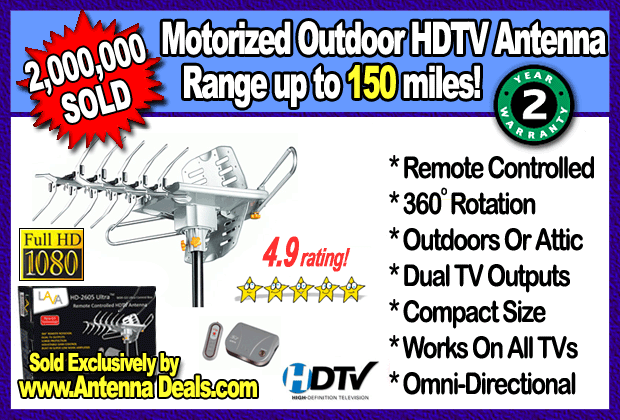 2,000,000
SOLD
Motorized Outdoor HDTV Antenna
Range up to 150 miles!
2
YEAR
WARRANTY
* Remote Controlled
* 360° Rotation
* Outdoors Or Attic
* Dual TV Outputs
* Compact Size
* Works On All TVs
* Omni-Directional
Full HD
1080
4.9 rating!
LAVA
HD-2605 Ultra™
Remote Controlled HDTV Antenna
Sold Exclusively by
www.Antenna Deals.com
HDTV
HIGH-DEFINITION TELEVISION